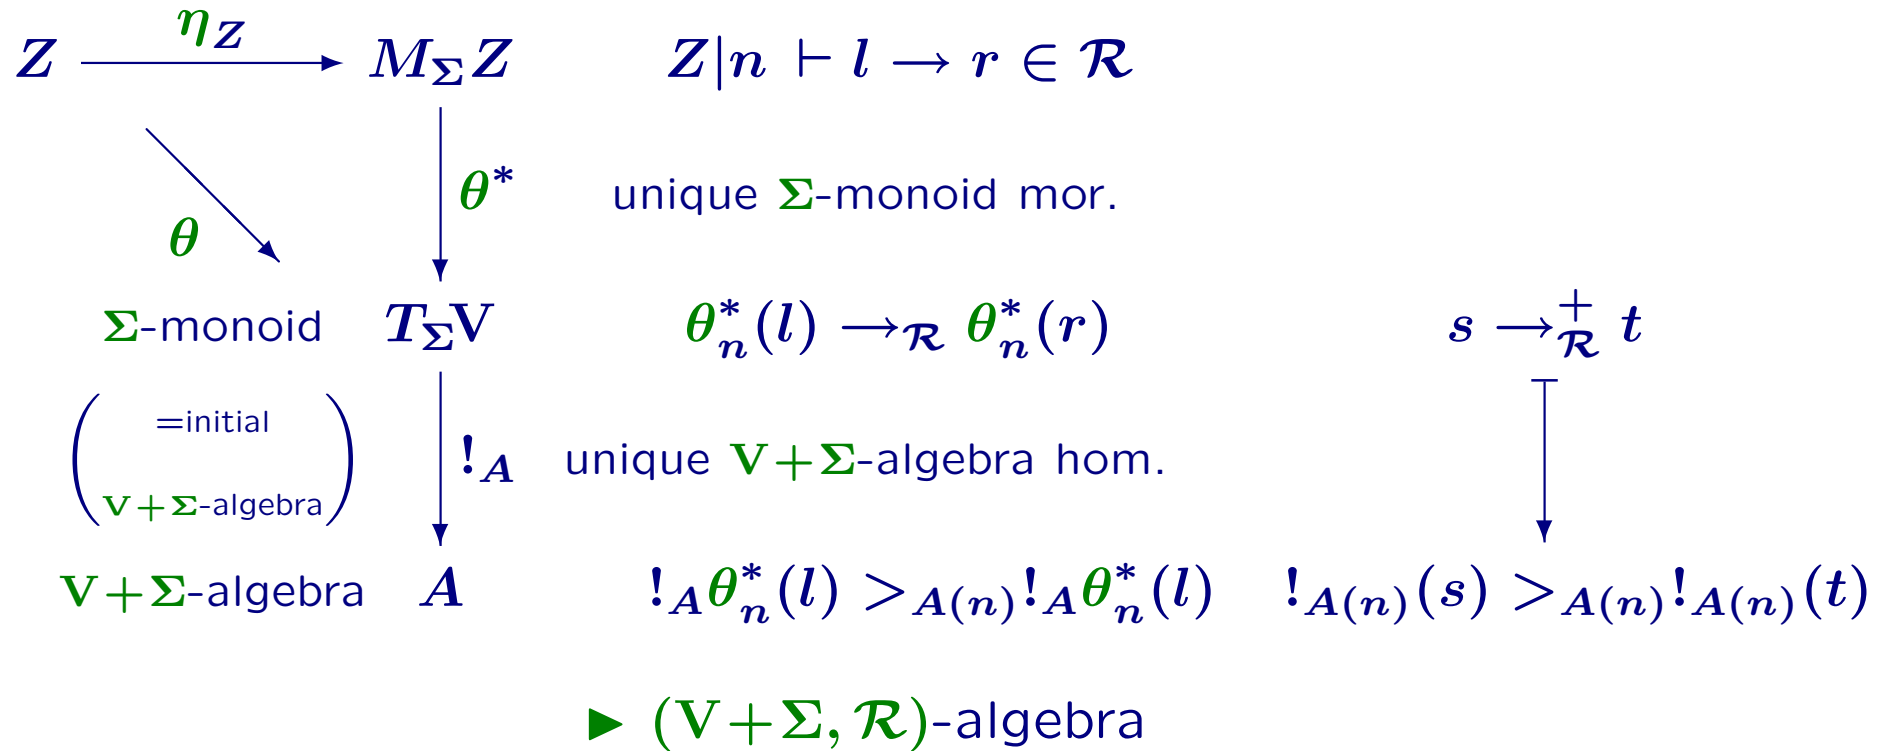 Z η_Z M_Σ Z Z|n ⊢ l → r ∈ ℛ
θ θ* unique Σ-monoid mor.
Σ-monoid T_Σ V θ*_n(l) →_ℛ θ*_n(r) s →⁺_ℛ t
=initial
V+Σ-algebra
!_A unique V+Σ-algebra hom.
V+Σ-algebra A !_A θ*_n(l) >_{A(n)} !_A θ*_n(l) !_{A(n)}(s) >_{A(n)} !_{A(n)}(t)
▶ (V+Σ, ℛ)-algebra